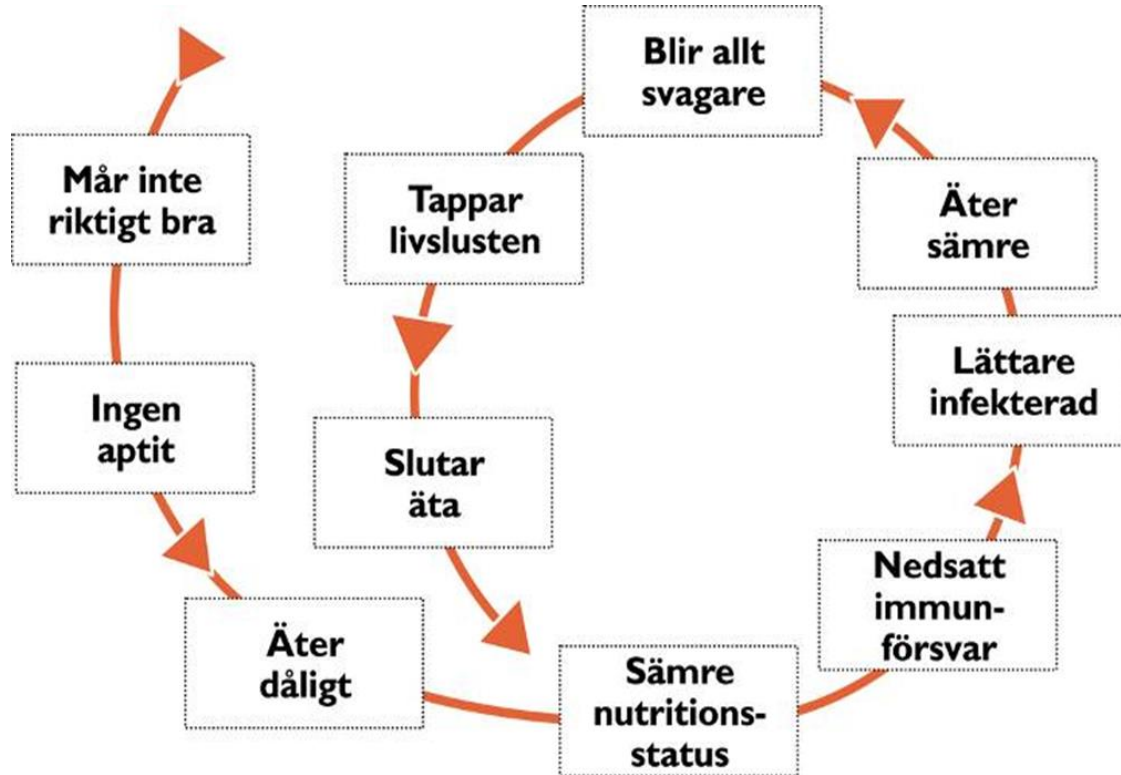 Mår inte
riktigt bra
Ingen
aptit
Äter
dåligt
Sämre
nutritions-
status
Nedsatt
immun-
försvar
Lättare
infekterad
Äter
sämre
Blir allt
svagare
Tappar
livslusten
Slutar
äta